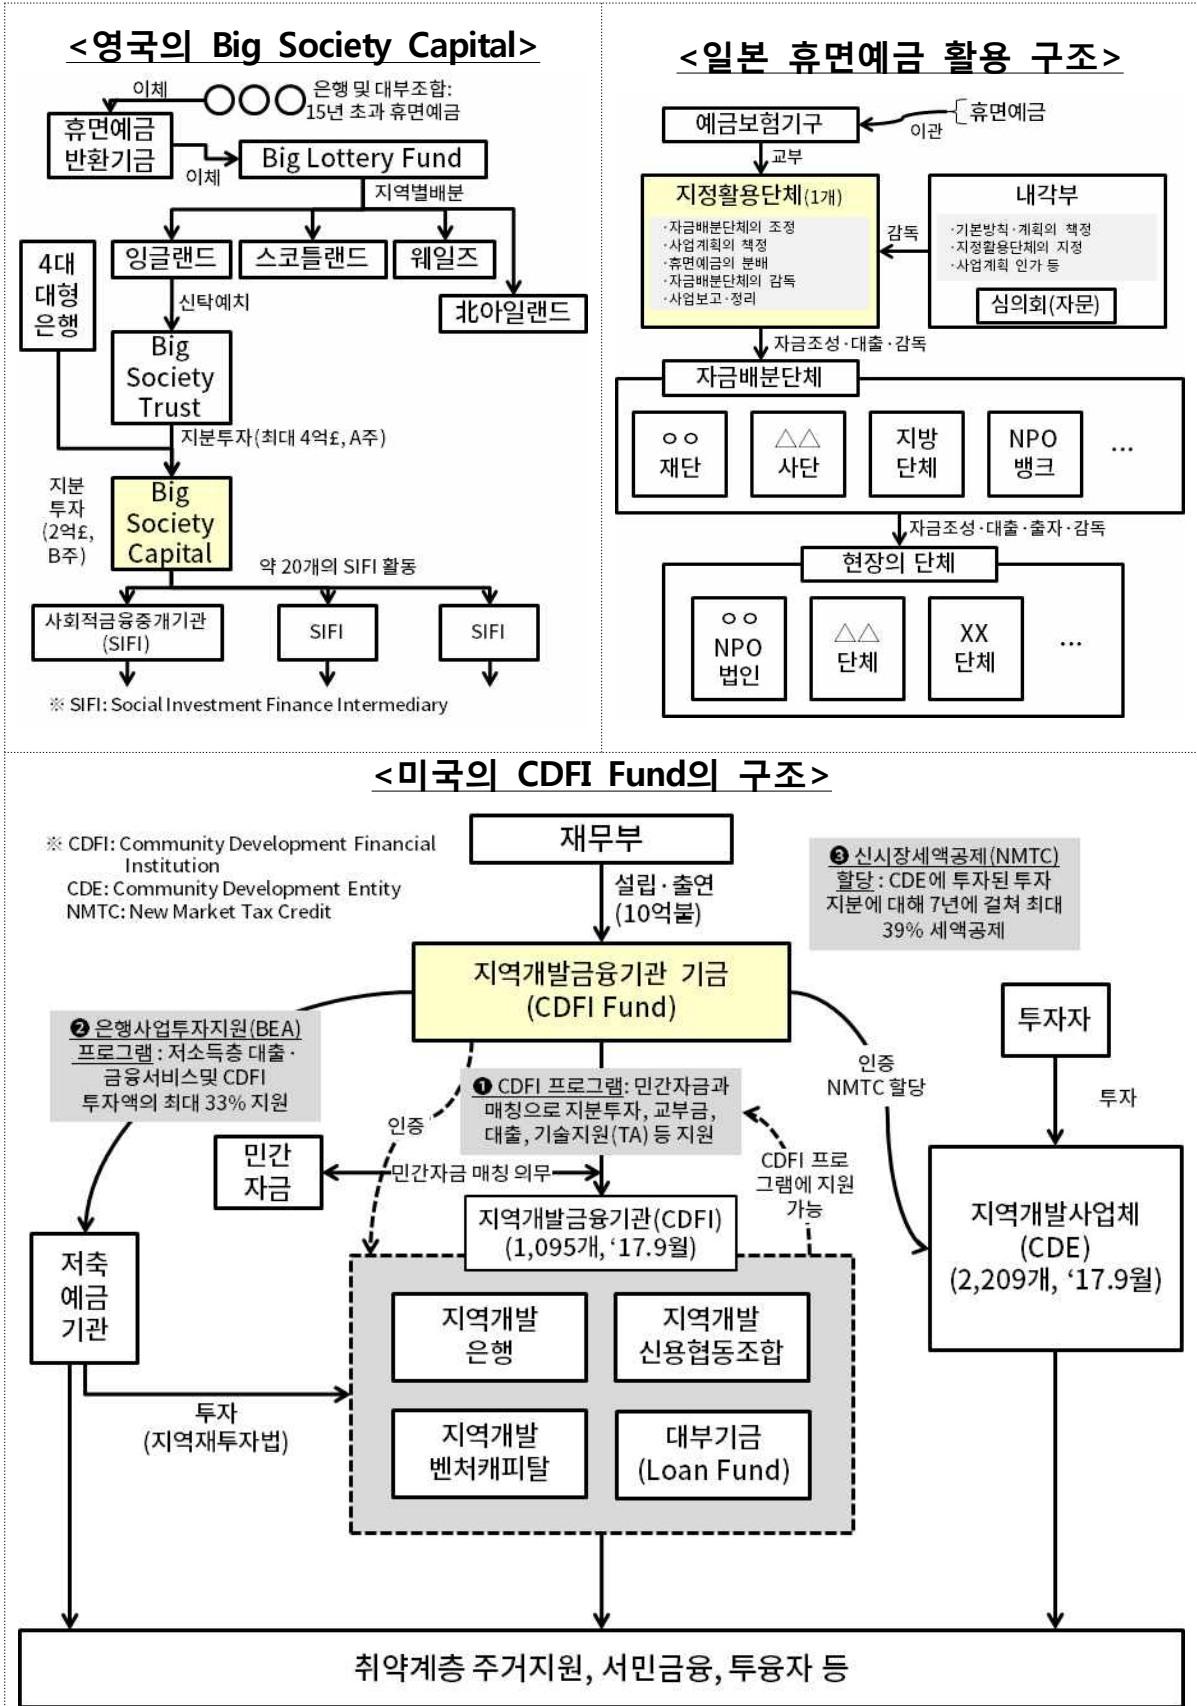 <영국의 Big Society Capital>
이체
은행 및 대부조합:
15년 초과 휴면예금
휴면예금
반환기금
이체
Big Lottery Fund
지역별배분
4대
대형
은행
잉글랜드
스코틀랜드
웨일즈
北아일랜드
신탁예치
Big
Society
Trust
지분투자(최대 4억£, A주)
지분
투자
(2억£,
B주)
Big
Society
Capital
약 20개의 SIFI 활동
사회적금융중개기관
(SIFI)
SIFI
SIFI
※ SIFI: Social Investment Finance Intermediary
<일본 휴면예금 활용 구조>
예금보험기구
이관
휴면예금
교부
지정활용단체(1개)
·자금배분단체의 조정
·사업계획의 책정
·휴면예금의 분배
·자금배분단체의 감독
·사업보고·정리
감독
내각부
·기본방칙·계획의 책정
·지정활용단체의 지정
·사업계획 인가 등
심의회(자문)
자금조성·대출·감독
자금배분단체
ㅇㅇ
재단
△△
사단
지방
단체
NPO
뱅크
...
자금조성·대출·출자·감독
현장의 단체
ㅇㅇ
NPO
법인
△△
단체
XX
단체
...
<미국의 CDFI Fund의 구조>
※ CDFI: Community Development Financial
Institution
CDE: Community Development Entity
NMTC: New Market Tax Credit
재무부
설립·출연
(10억불)
❸ 신시장세액공제(NMTC)
할당 : CDE에 투자된 투자
지분에 대해 7년에 걸쳐 최대
39% 세액공제
지역개발금융기관 기금
(CDFI Fund)
투자자
❷ 은행사업투자지원(BEA)
프로그램 : 저소득층 대출·
금융서비스및 CDFI
투자액의 최대 33% 지원
인증
NMTC 할당
투자
❶ CDFI 프로그램: 민간자금과
매칭으로 지분투자, 교부금,
대출, 기술지원(TA) 등 지원
인증
민간
자금
민간자금 매칭 의무
CDFI 프로
그램에 지원
가능
지역개발금융기관(CDFI)
(1,095개, ‘17.9월)
지역개발사업체
(CDE)
(2,209개, ‘17.9월)
저축
예금
기관
지역개발
은행
지역개발
신용협동조합
투자
(지역재투자법)
지역개발
벤처캐피탈
대부기금
(Loan Fund)
취약계층 주거지원, 서민금융, 투융자 등